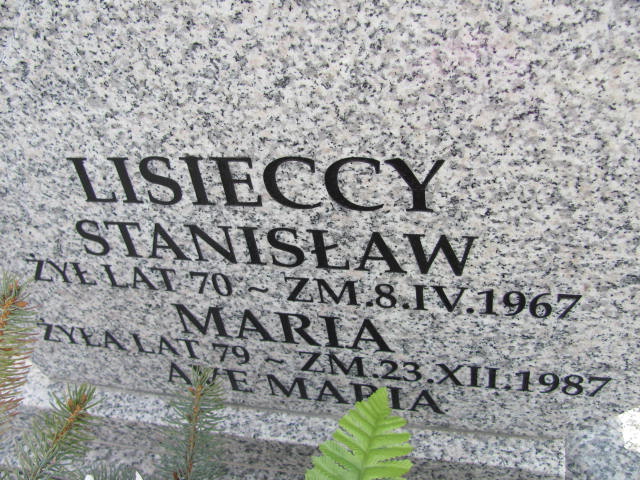 LISIECCY
STANISŁAW
ŻYŁ LAT 70 ~ ZM.8.IV.1967
MARIA
ŻYŁA LAT 79 ~ ZM.23.XII.1987
AVE MARIA